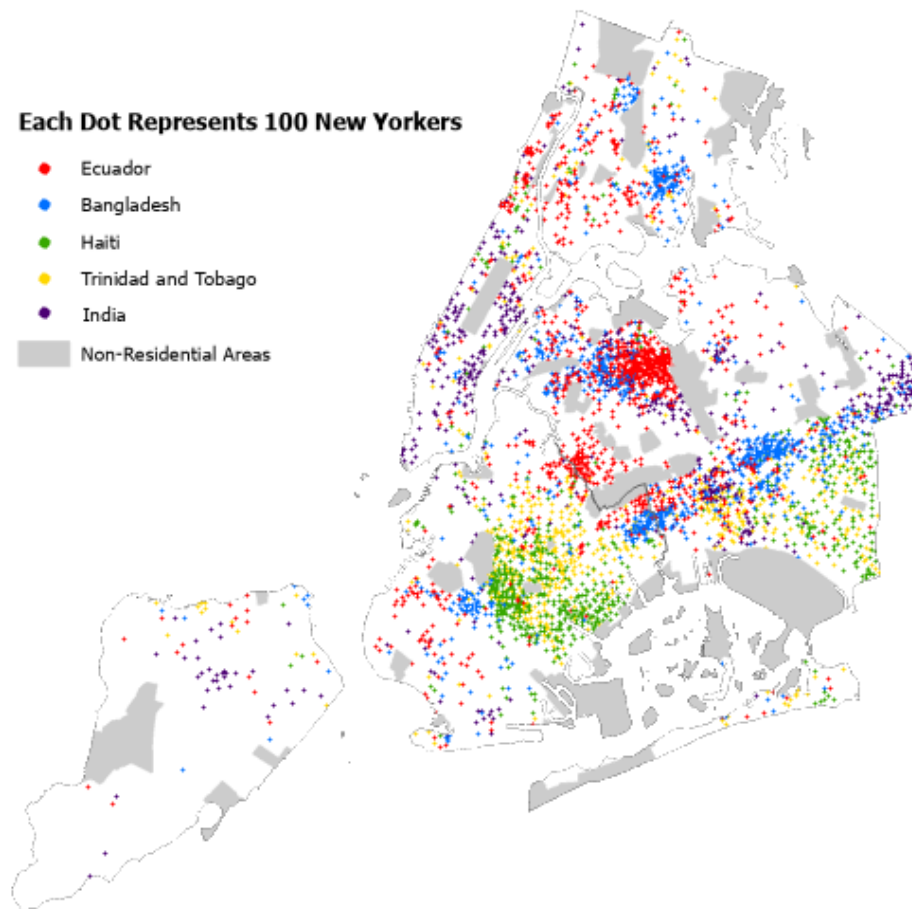 Each Dot Represents 100 New Yorkers
Ecuador
Bangladesh
Haiti
Trinidad and Tobago
India
Non-Residential Areas